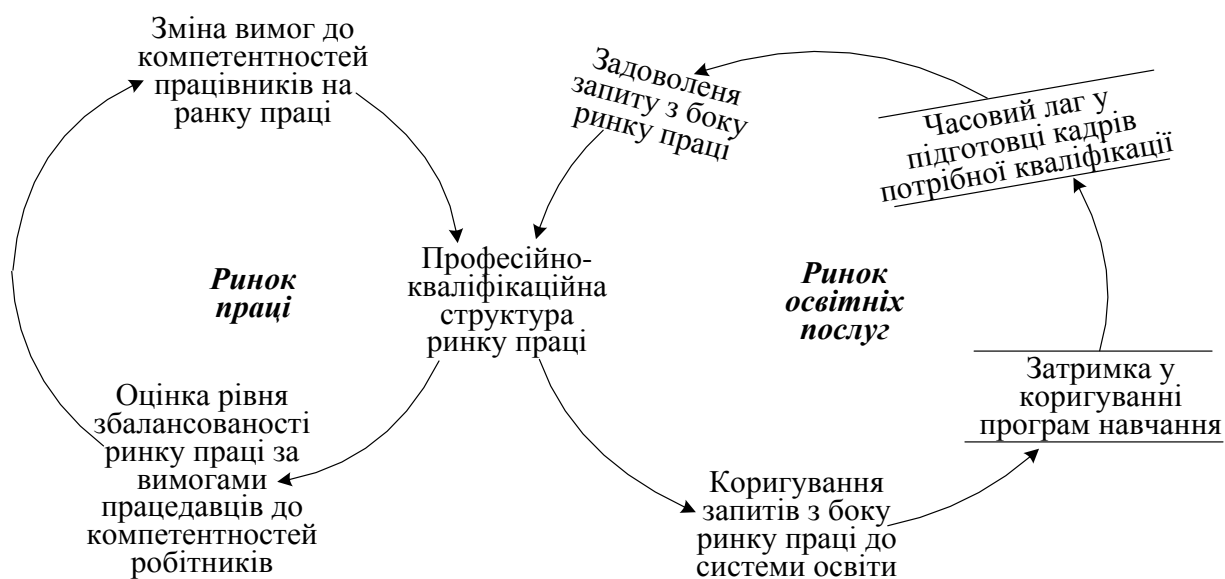 Зміна вимог до
компетентностей
працівників на
ранку праці
Задоволеня
запиту з боку
ринку праці
Часовий лаг у
підготовці кадрів
потрібної кваліфікації
Ринок
праці
Професійно-
кваліфікаційна
структура
ринку праці
Ринок
освітніх
послуг
Оцінка рівня
збалансованості
ринку праці за
вимогами
працедавців до
компетентностей
робітників
Затримка у
коригуванні
програм навчання
Коригування
запитів з боку
ринку праці до
системи освіти